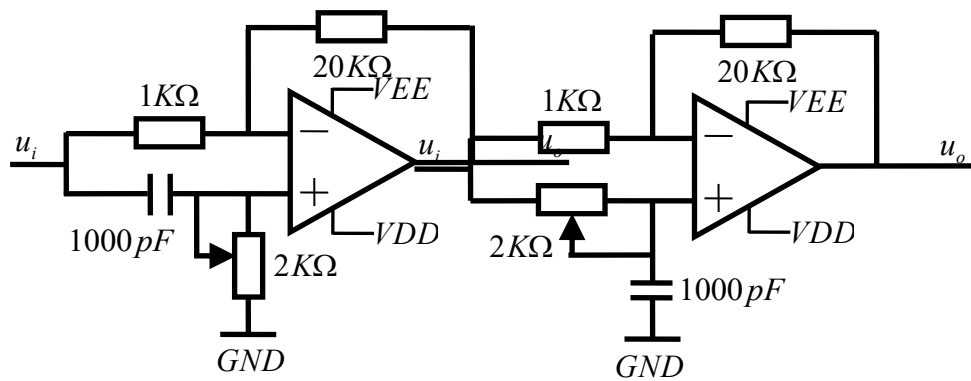 20KΩ
20KΩ
1KΩ
VEE
1KΩ
VEE
u_i
−
u_i
u_o
−
u_o
+
+
1000pF
VDD
2KΩ
2KΩ
VDD
1000pF
GND
GND